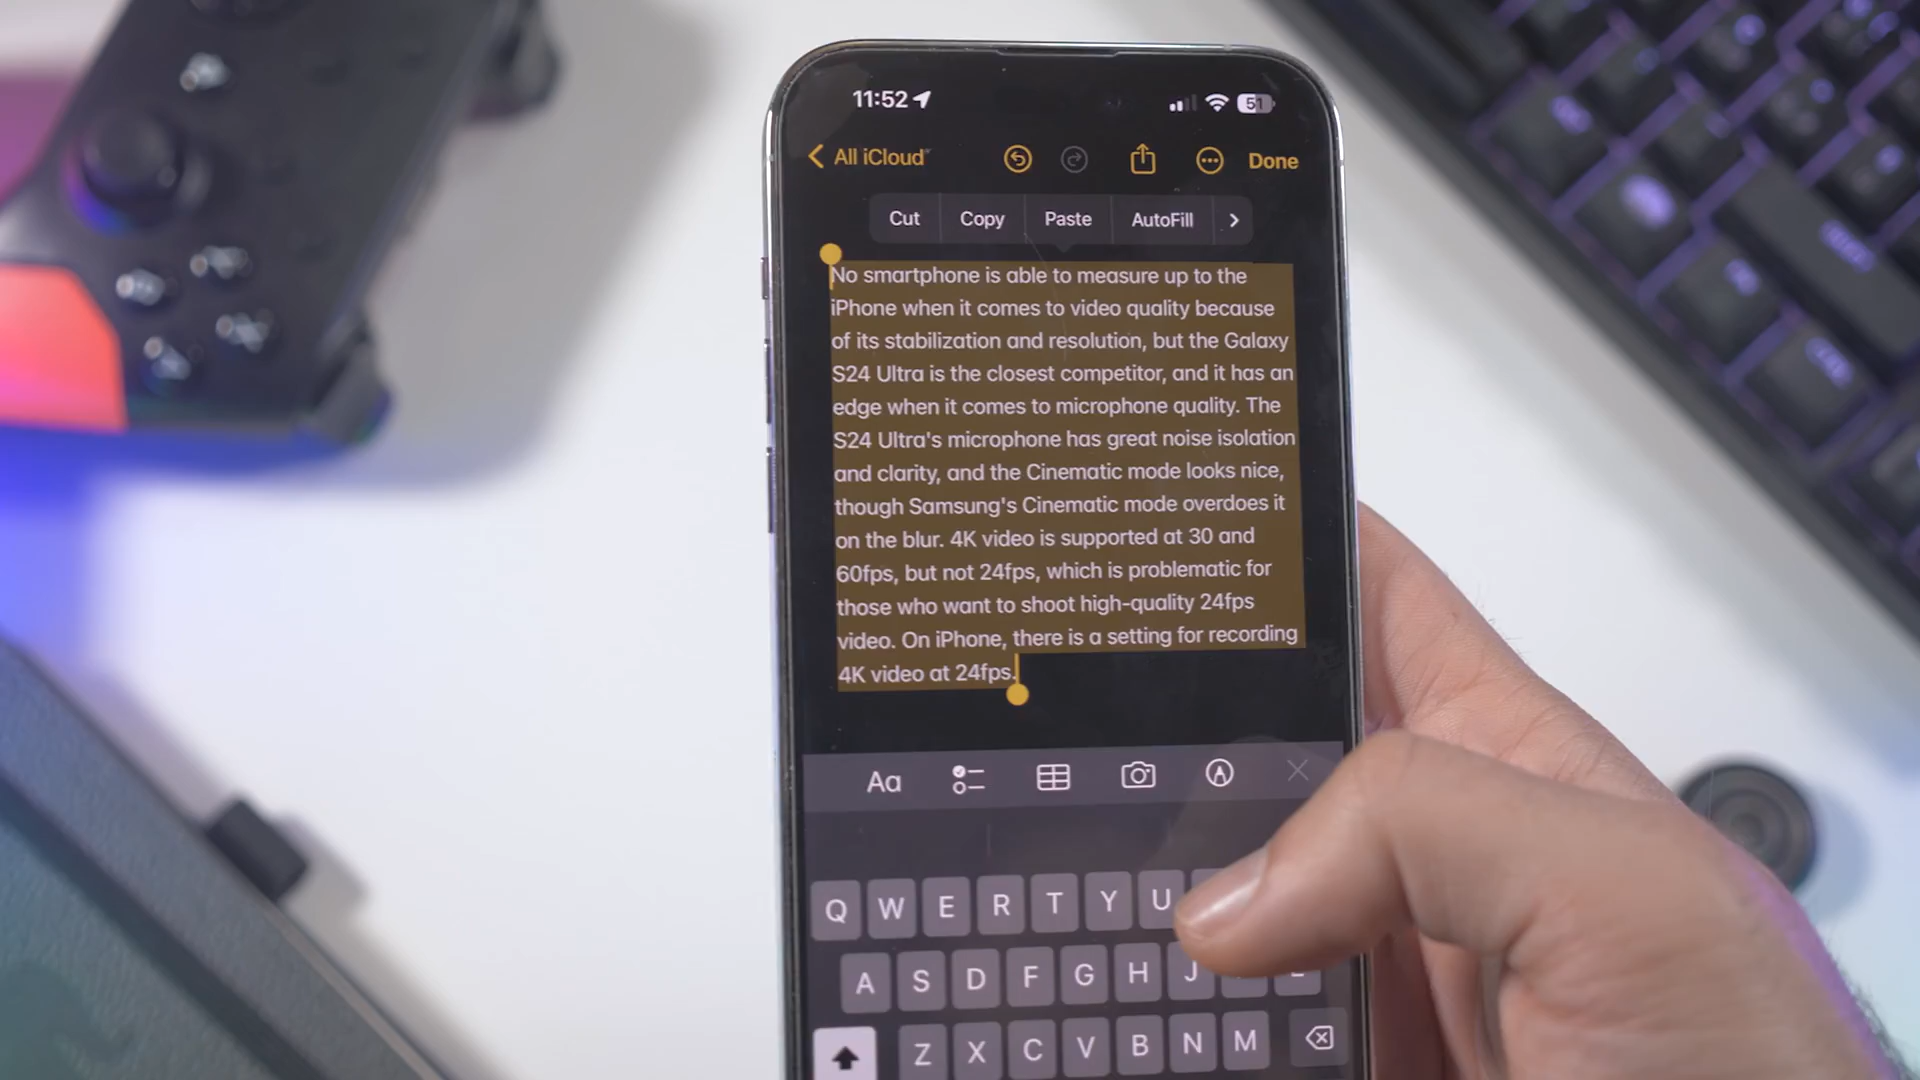 11:52
51
All iCloud
Done
Cut Copy Paste AutoFill
No smartphone is able to measure up to the
iPhone when it comes to video quality because
of its stabilization and resolution, but the Galaxy
S24 Ultra is the closest competitor, and it has an
edge when it comes to microphone quality. The
S24 Ultra's microphone has great noise isolation
and clarity, and the Cinematic mode looks nice,
though Samsung's Cinematic mode overdoes it
on the blur. 4K video is supported at 30 and
60fps, but not 24fps, which is problematic for
those who want to shoot high-quality 24fps
video. On iPhone, there is a setting for recording
4K video at 24fps.
Aa
Q W E R T Y U
A S D F G H J
Z X C V B N M